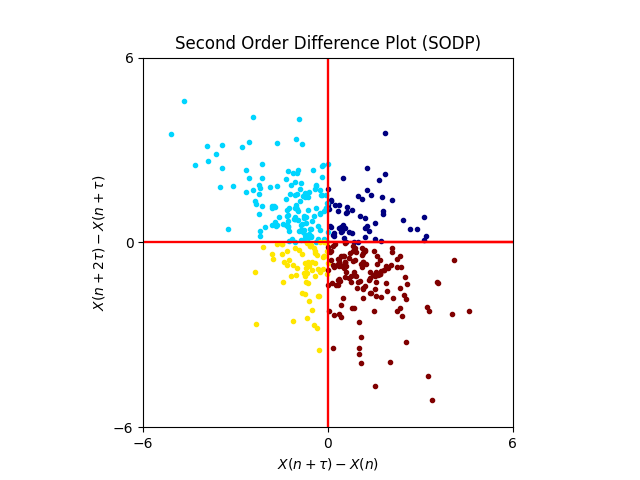 Second Order Difference Plot (SODP)
6
0
−6
X(n + 2τ) − X(n + τ)
−6 0 6
X(n + τ) − X(n)